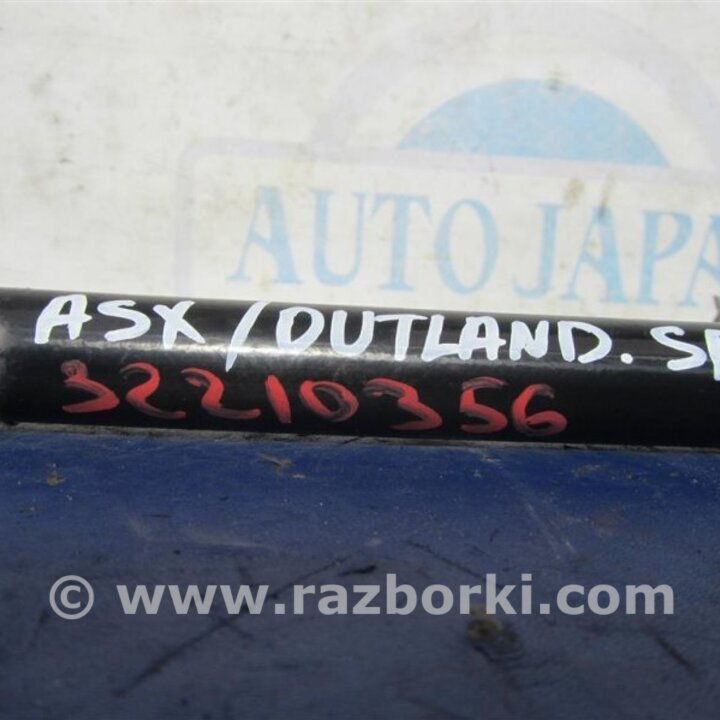 AUTO JAPA
ASX/OUTLAND. S
32210356
© www.razborki.com